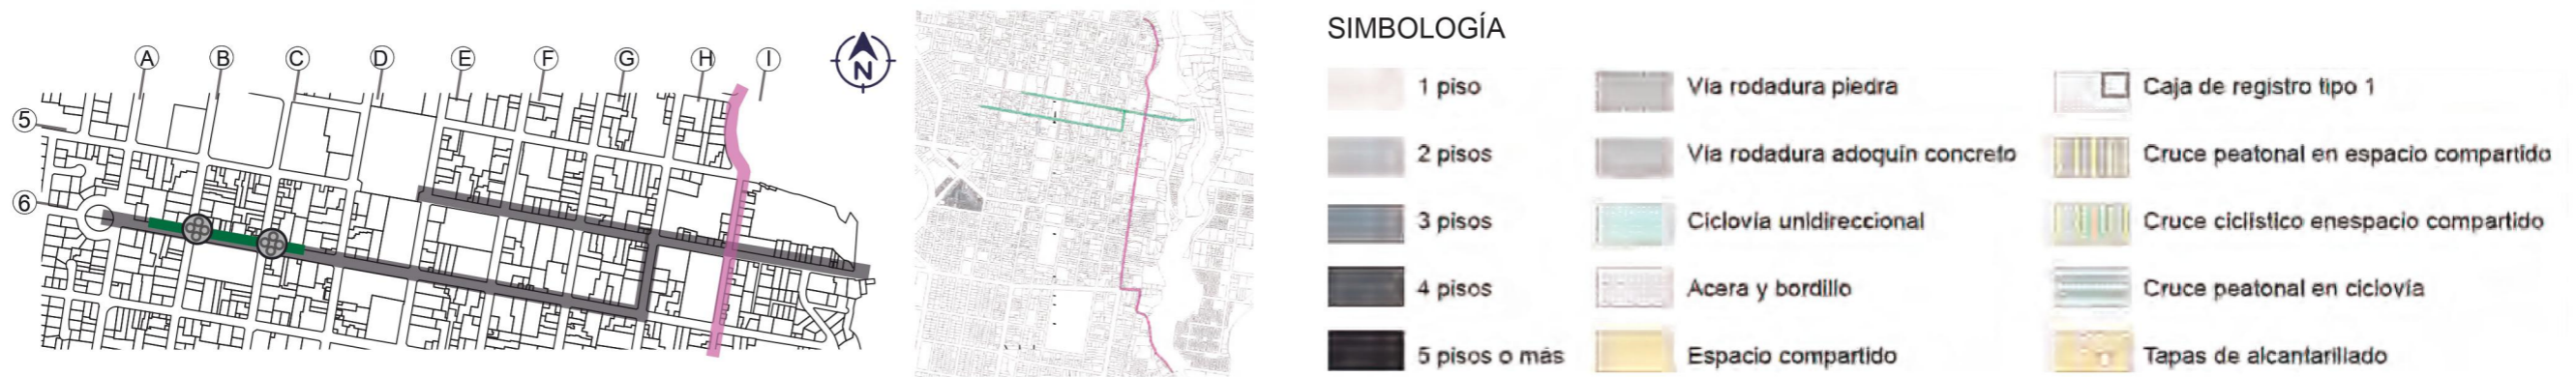 A B C D E F G H I
N
5
6
SIMBOLOGÍA
1 piso
2 pisos
3 pisos
4 pisos
5 pisos o más
Vía rodadura piedra
Vía rodadura adoquín concreto
Ciclovía unidireccional
Acera y bordillo
Espacio compartido
Caja de registro tipo 1
Cruce peatonal en espacio compartido
Cruce ciclístico enespacio compartido
Cruce peatonal en ciclovía
Tapas de alcantarillado